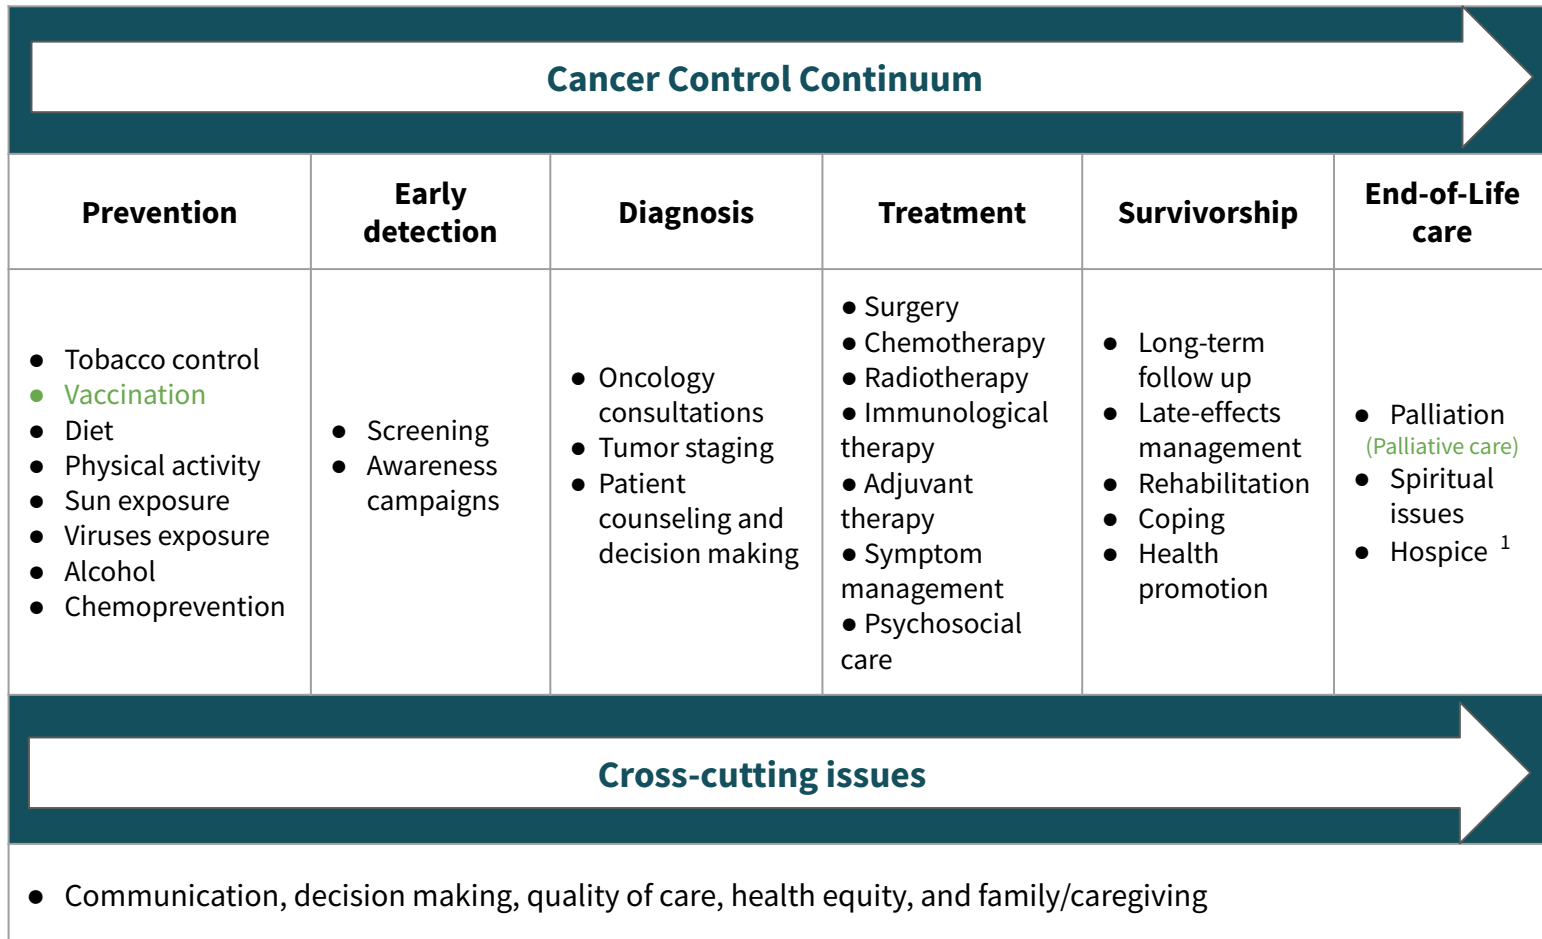 Cancer Control Continuum
Prevention
Early
detection
Diagnosis
Treatment
Survivorship
End-of-Life
care
● Tobacco control
● Vaccination
● Diet
● Physical activity
● Sun exposure
● Viruses exposure
● Alcohol
● Chemoprevention
● Screening
● Awareness
campaigns
● Oncology
consultations
● Tumor staging
● Patient
counseling and
decision making
● Surgery
● Chemotherapy
● Radiotherapy
● Immunological
therapy
● Adjuvant
therapy
● Symptom
management
● Psychosocial
care
● Long-term
follow up
● Late-effects
management
● Rehabilitation
● Coping
● Health
promotion
● Palliation
(Palliative care)
● Spiritual
issues
● Hospice 1
Cross-cutting issues
● Communication, decision making, quality of care, health equity, and family/caregiving